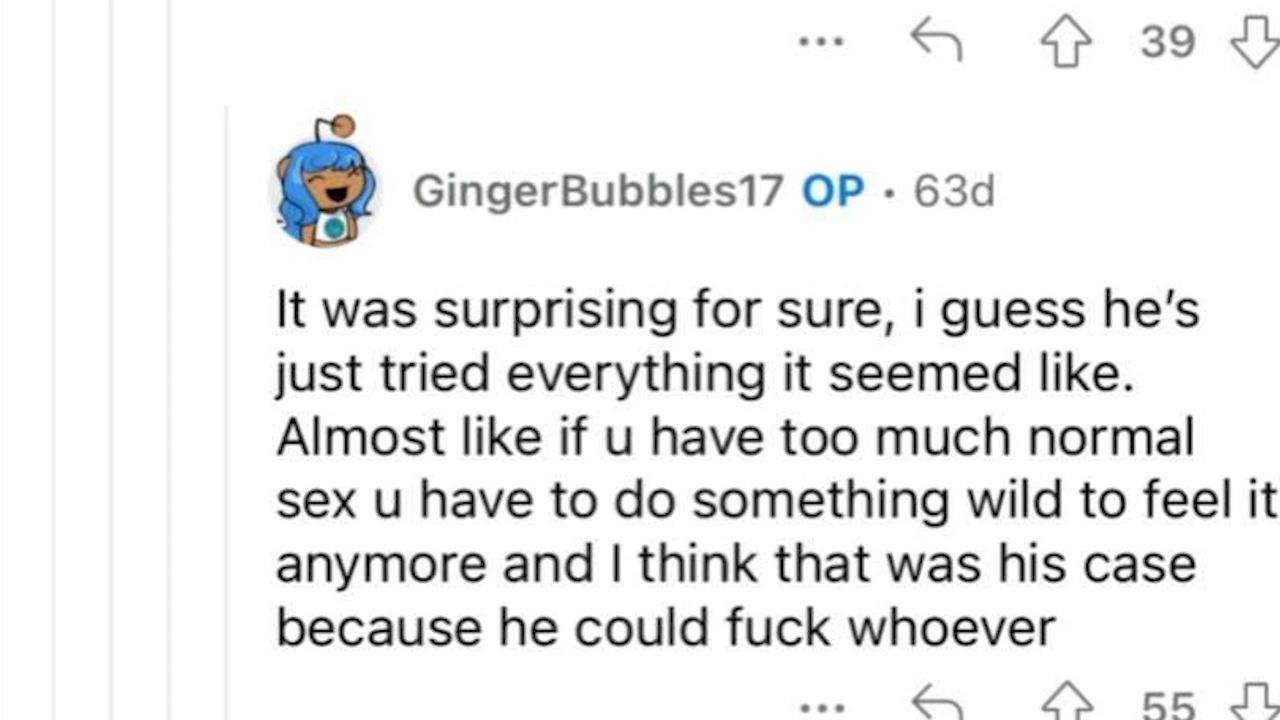 39
GingerBubbles17 OP · 63d
It was surprising for sure, i guess he's
just tried everything it seemed like.
Almost like if u have too much normal
sex u have to do something wild to feel it
anymore and I think that was his case
because he could fuck whoever
55